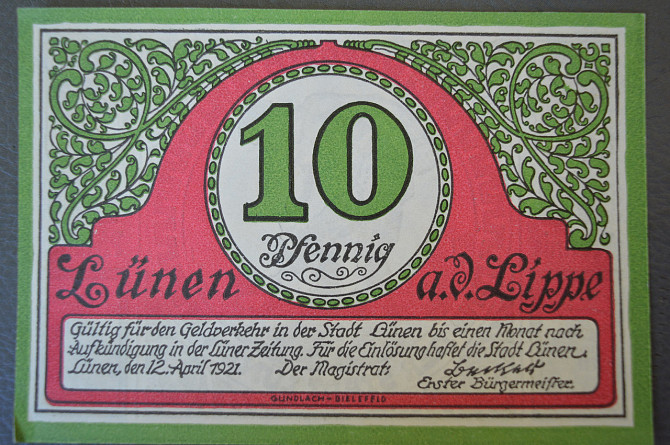 10
Pfennig
Lünen a.d. Lippe
Gültig für den Geldverkehr in der Stadt Lünen bis einen Monat nach
Aufkündigung in der Lüner Zeitung. Für die Einlösung haftet die Stadt Lünen.
Lünen, den 12. April 1921. Der Magistrat:
Erster Bürgermeister.
GUNDLACH - BIELEFELD